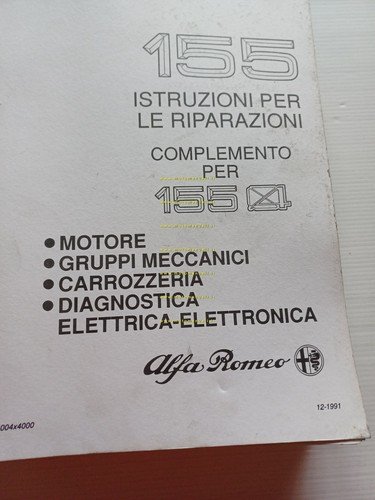 155
ISTRUZIONI PER
LE RIPARAZIONI
COMPLEMENTO
PER
155 4
● MOTORE
● GRUPPI MECCANICI
● CARROZZERIA
● DIAGNOSTICA
ELETTRICA-ELETTRONICA
Alfa Romeo
12-1991
004x4000